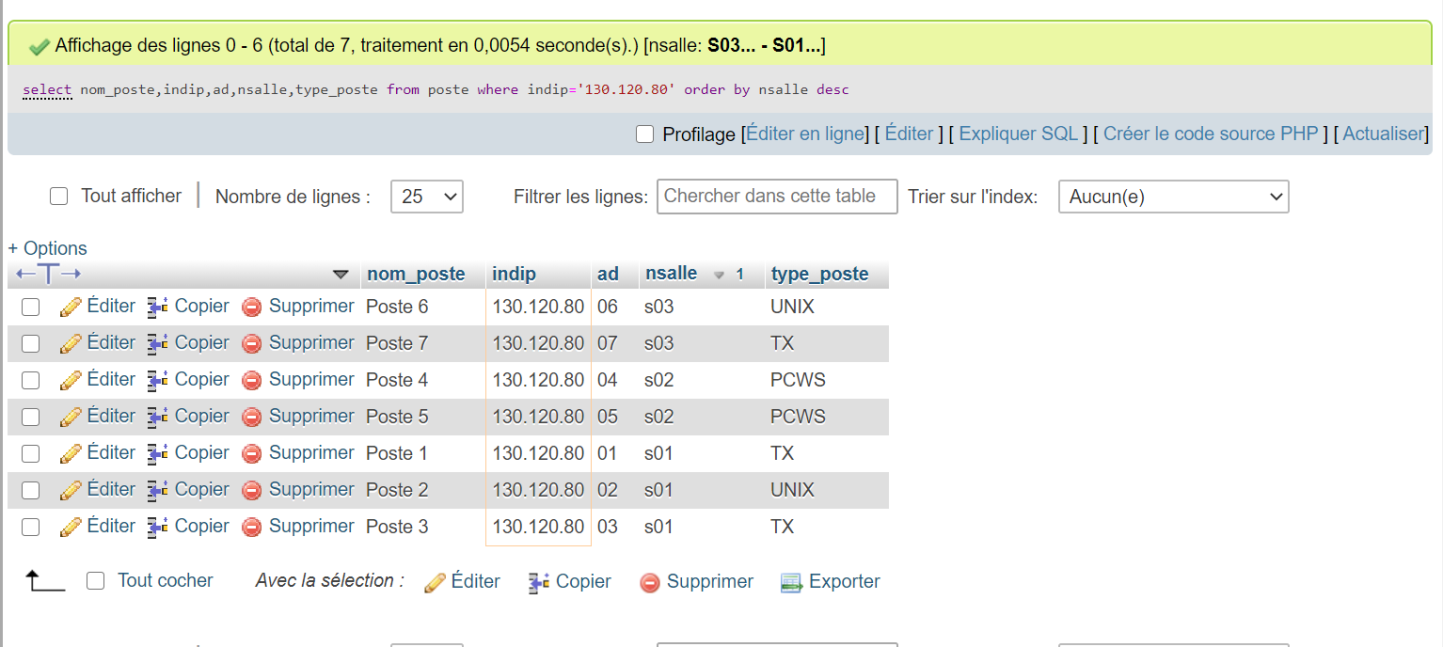 Affichage des lignes 0 - 6 (total de 7, traitement en 0,0054 seconde(s).) [nsalle: S03... - S01...]
select nom_poste,indip,ad,nsalle,type_poste from poste where indip='130.120.80' order by nsalle desc
Profilage [Éditer en ligne] [ Éditer ] [ Expliquer SQL ] [ Créer le code source PHP ] [ Actualiser]
Tout afficher | Nombre de lignes : 25 Filtrer les lignes: Chercher dans cette table Trier sur l'index: Aucun(e)
+ Options
←T→ nom_poste indip ad nsalle 1 type_poste
Éditer Copier Supprimer Poste 6 130.120.80 06 s03 UNIX
Éditer Copier Supprimer Poste 7 130.120.80 07 s03 TX
Éditer Copier Supprimer Poste 4 130.120.80 04 s02 PCWS
Éditer Copier Supprimer Poste 5 130.120.80 05 s02 PCWS
Éditer Copier Supprimer Poste 1 130.120.80 01 s01 TX
Éditer Copier Supprimer Poste 2 130.120.80 02 s01 UNIX
Éditer Copier Supprimer Poste 3 130.120.80 03 s01 TX
Tout cocher Avec la sélection : Éditer Copier Supprimer Exporter